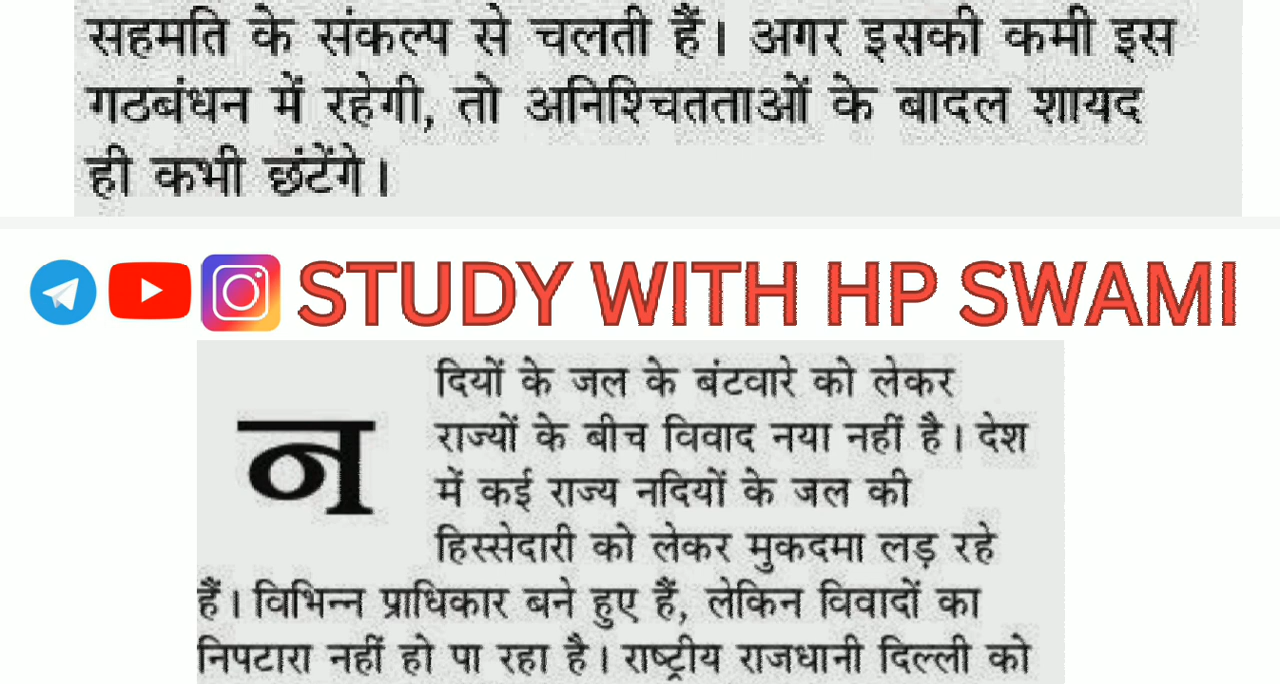 सहमति के संकल्प से चलती हैं। अगर इसकी कमी इस
गठबंधन में रहेगी, तो अनिश्चितताओं के बादल शायद
ही कभी छंटेंगे।
STUDY WITH HP SWAMI
न
दियों के जल के बंटवारे को लेकर
राज्यों के बीच विवाद नया नहीं है। देश
में कई राज्य नदियों के जल की
हिस्सेदारी को लेकर मुकदमा लड़ रहे
हैं। विभिन्न प्राधिकार बने हुए हैं, लेकिन विवादों का
निपटारा नहीं हो पा रहा है। राष्ट्रीय राजधानी दिल्ली को